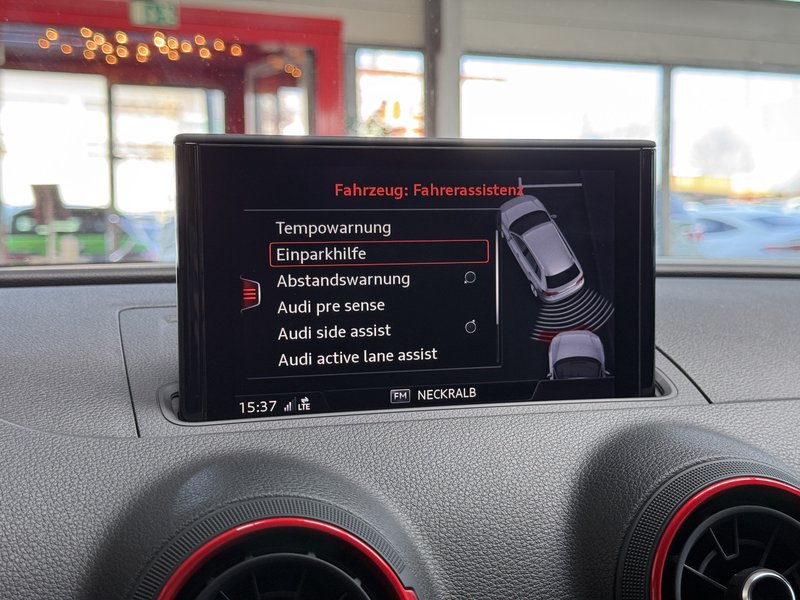 Fahrzeug: Fahrerassistenz
Tempowarnung
Einparkhilfe
Abstandswarnung
Audi pre sense
Audi side assist
Audi active lane assist
15:37 LTE FM NECKRALB